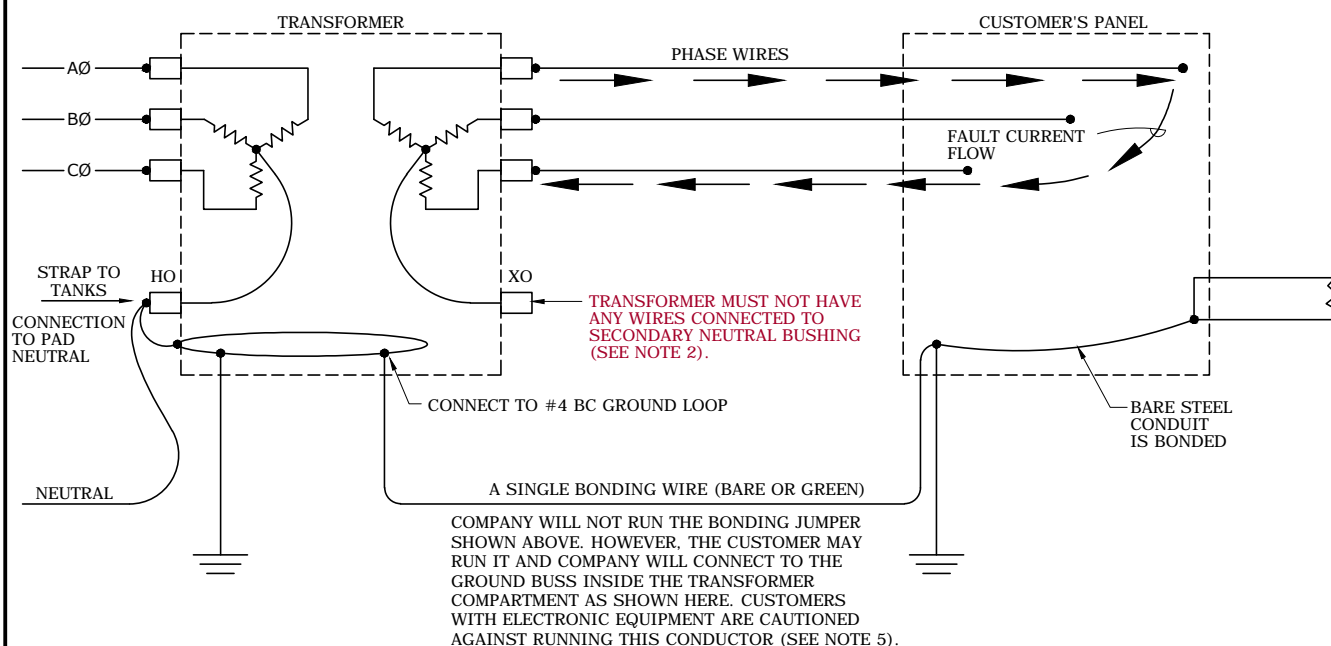 TRANSFORMER
CUSTOMER'S PANEL
PHASE WIRES
AØ
BØ
CØ
FAULT CURRENT
FLOW
STRAP TO
TANKS
HO
XO
CONNECTION
TO PAD
NEUTRAL
TRANSFORMER MUST NOT HAVE
ANY WIRES CONNECTED TO
SECONDARY NEUTRAL BUSHING
(SEE NOTE 2).
CONNECT TO #4 BC GROUND LOOP
BARE STEEL
CONDUIT
IS BONDED
NEUTRAL
A SINGLE BONDING WIRE (BARE OR GREEN)
COMPANY WILL NOT RUN THE BONDING JUMPER
SHOWN ABOVE. HOWEVER, THE CUSTOMER MAY
RUN IT AND COMPANY WILL CONNECT TO THE
GROUND BUSS INSIDE THE TRANSFORMER
COMPARTMENT AS SHOWN HERE. CUSTOMERS
WITH ELECTRONIC EQUIPMENT ARE CAUTIONED
AGAINST RUNNING THIS CONDUCTOR (SEE NOTE 5).